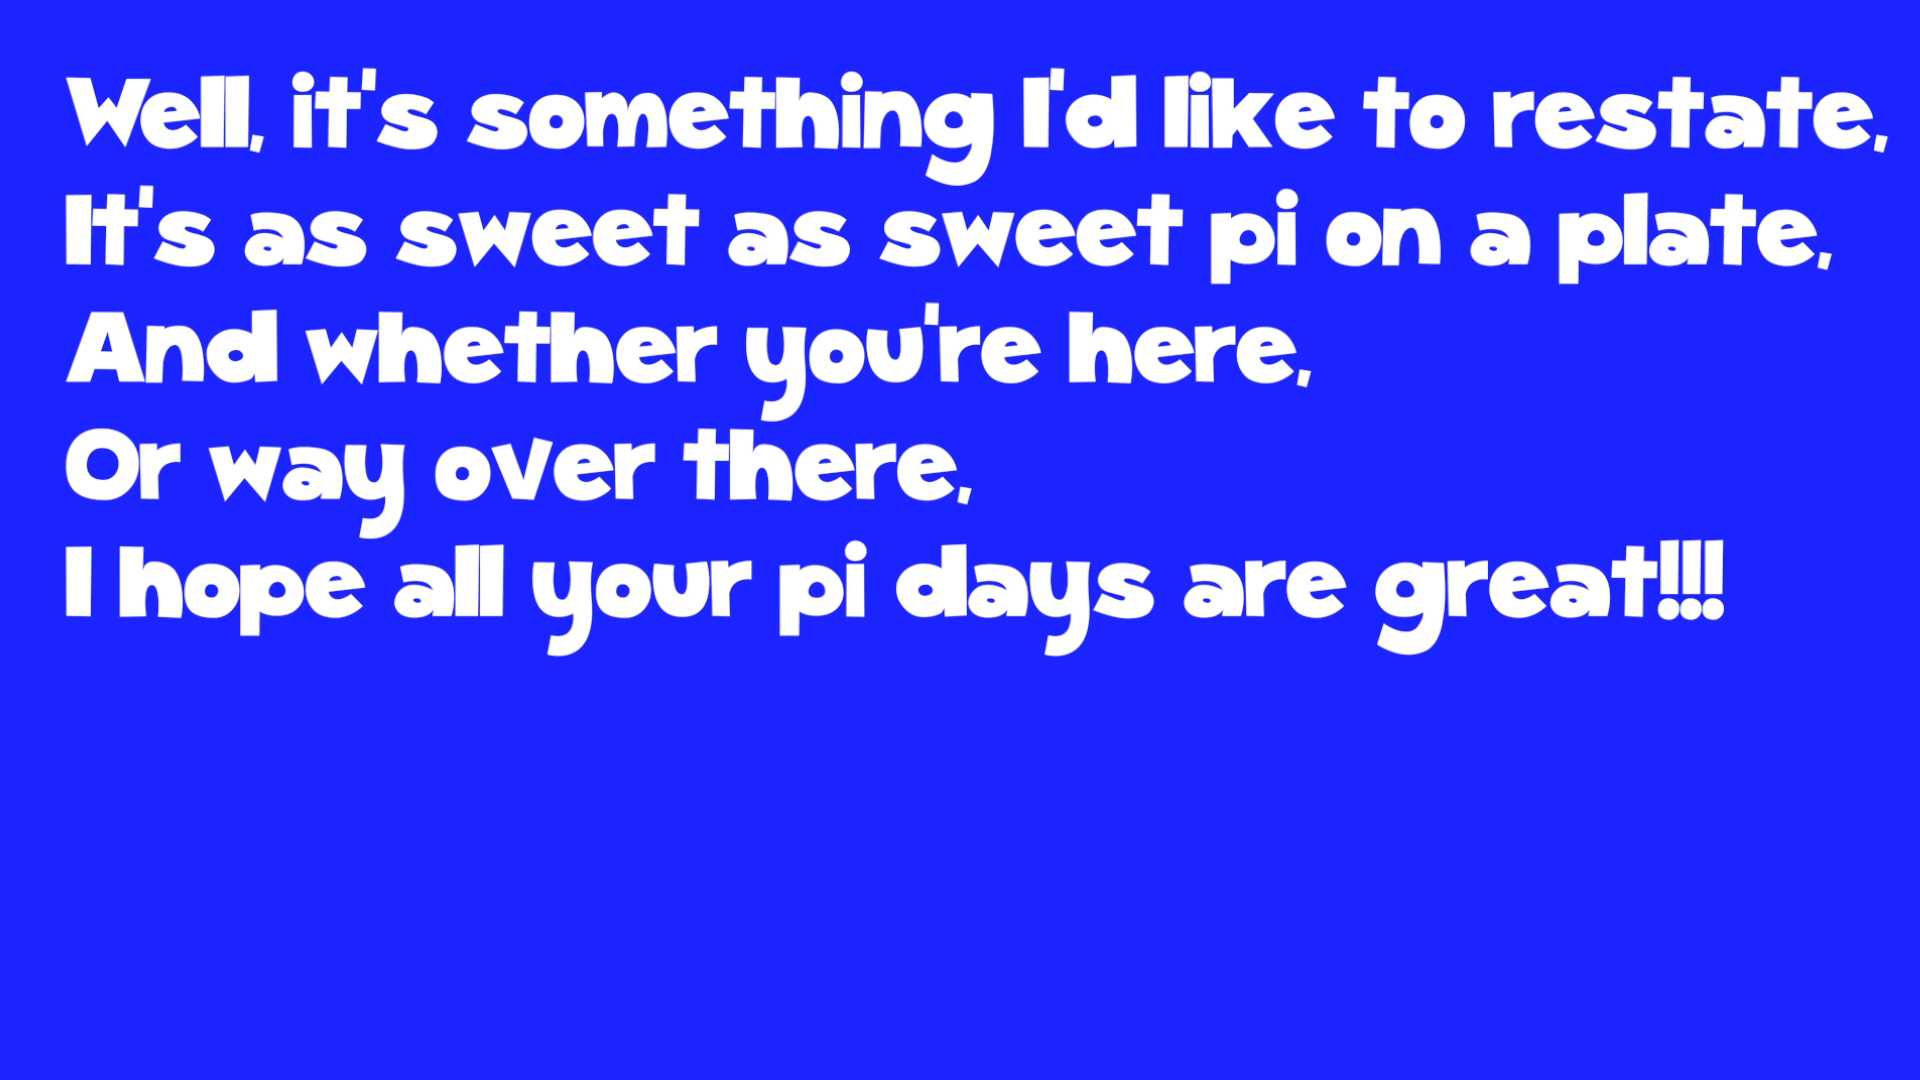 Well, it's something I'd like to restate,
It's as sweet as sweet pi on a plate,
And whether you're here,
Or way over there,
I hope all your pi days are great!!!